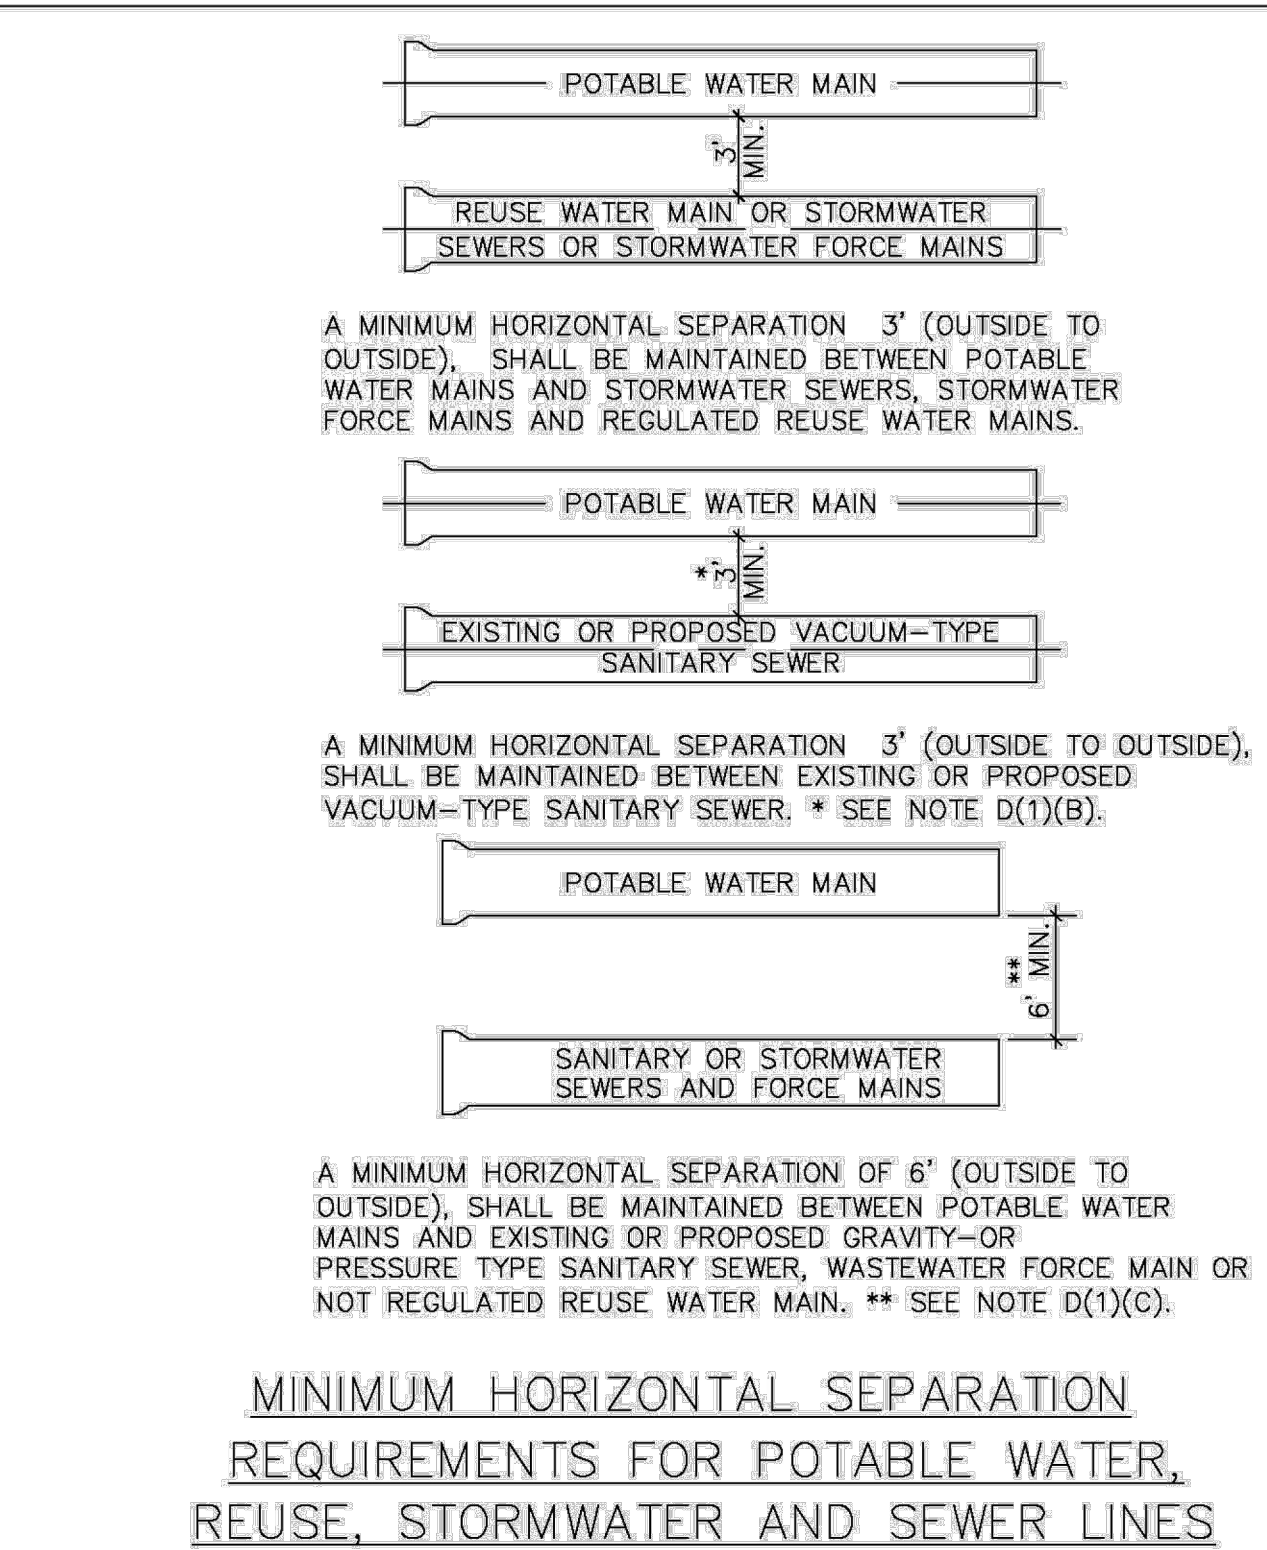 POTABLE WATER MAIN
3'
MIN.
REUSE WATER MAIN OR STORMWATER
SEWERS OR STORMWATER FORCE MAINS
A MINIMUM HORIZONTAL SEPARATION 3' (OUTSIDE TO
OUTSIDE), SHALL BE MAINTAINED BETWEEN POTABLE
WATER MAINS AND STORMWATER SEWERS, STORMWATER
FORCE MAINS AND REGULATED REUSE WATER MAINS.
POTABLE WATER MAIN
*3'
MIN.
EXISTING OR PROPOSED VACUUM-TYPE
SANITARY SEWER
A MINIMUM HORIZONTAL SEPARATION 3' (OUTSIDE TO OUTSIDE),
SHALL BE MAINTAINED BETWEEN EXISTING OR PROPOSED
VACUUM-TYPE SANITARY SEWER. * SEE NOTE D(1)(B).
POTABLE WATER MAIN
**
6' MIN.
SANITARY OR STORMWATER
SEWERS AND FORCE MAINS
A MINIMUM HORIZONTAL SEPARATION OF 6' (OUTSIDE TO
OUTSIDE), SHALL BE MAINTAINED BETWEEN POTABLE WATER
MAINS AND EXISTING OR PROPOSED GRAVITY-OR
PRESSURE TYPE SANITARY SEWER, WASTEWATER FORCE MAIN OR
NOT REGULATED REUSE WATER MAIN. ** SEE NOTE D(1)(C).
MINIMUM HORIZONTAL SEPARATION
REQUIREMENTS FOR POTABLE WATER,
REUSE, STORMWATER AND SEWER LINES